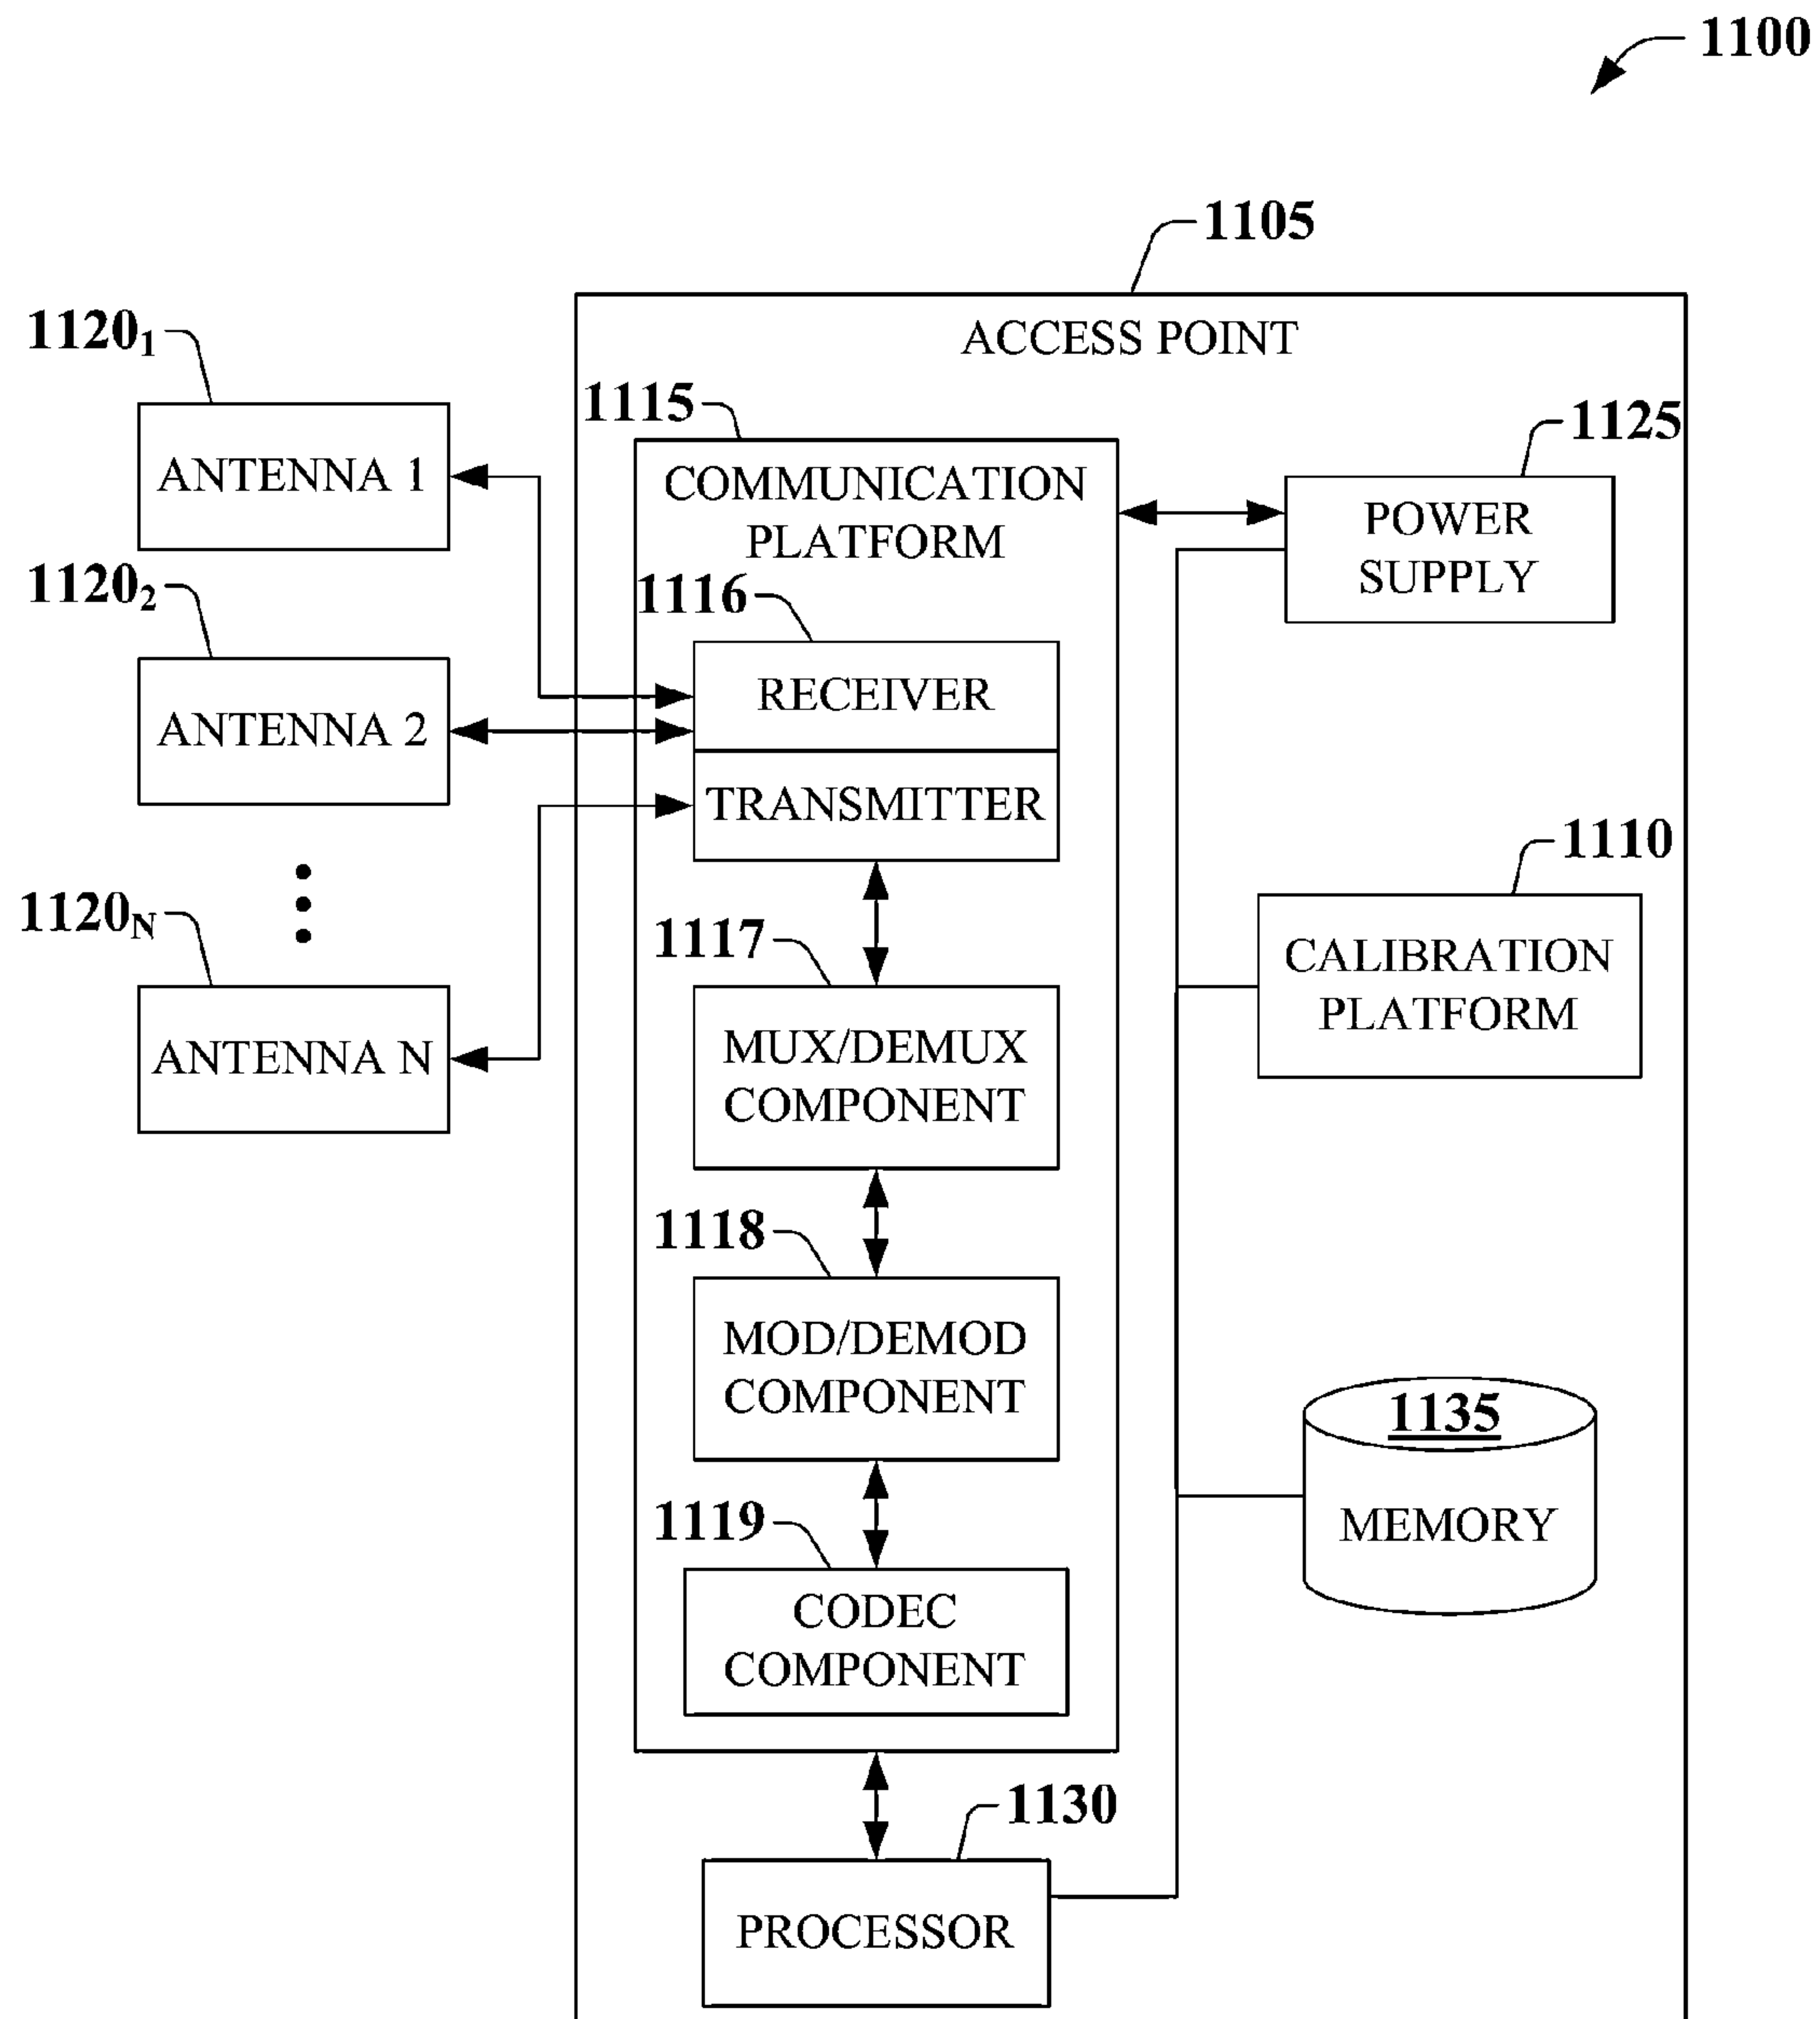 1100
1105
ACCESS POINT
1120₁
ANTENNA 1
1120₂
ANTENNA 2
1120N
ANTENNA N
1115
COMMUNICATION
PLATFORM
1116
RECEIVER
TRANSMITTER
1117
MUX/DEMUX
COMPONENT
1118
MOD/DEMOD
COMPONENT
1119
CODEC
COMPONENT
1130
PROCESSOR
1125
POWER
SUPPLY
1110
CALIBRATION
PLATFORM
1135
MEMORY